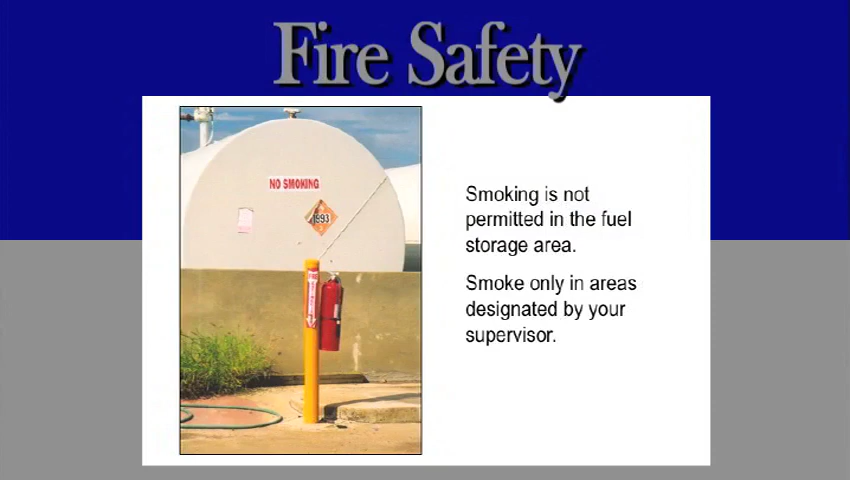 Fire Safety
NO SMOKING
1993
Smoking is not
permitted in the fuel
storage area.
Smoke only in areas
designated by your
supervisor.